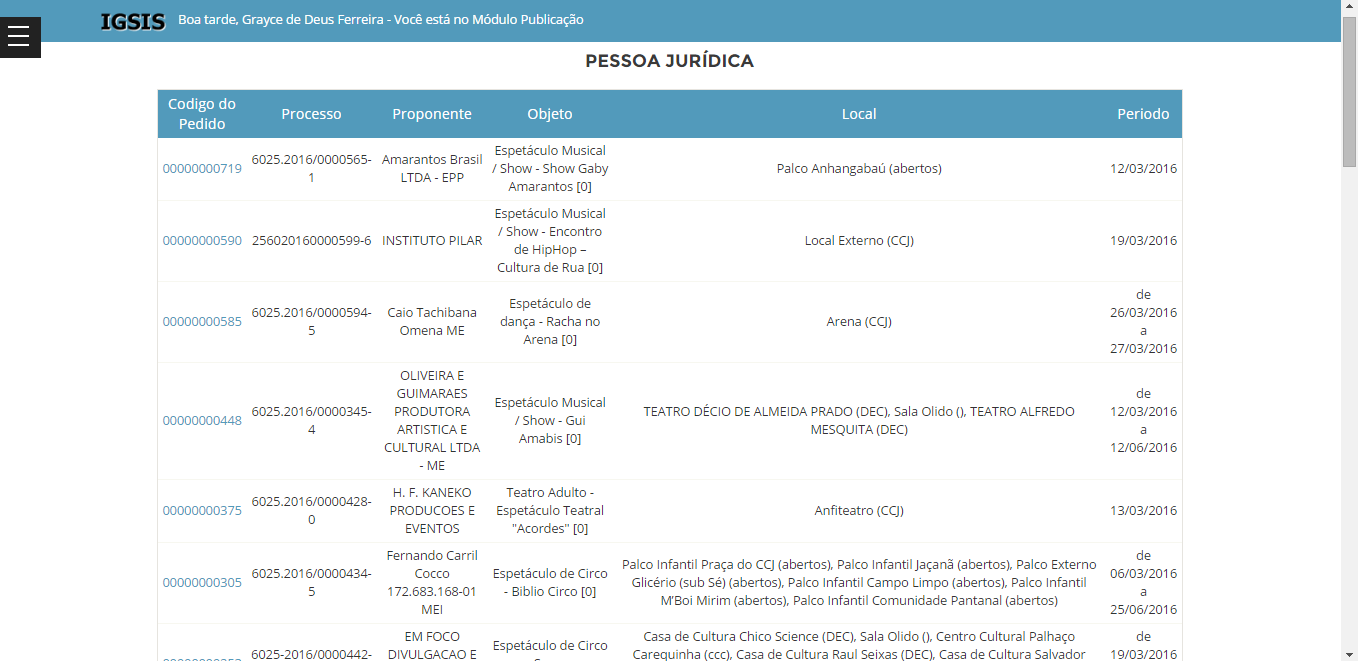 IGSIS
Boa tarde, Grayce de Deus Ferreira - Você está no Módulo Publicação
PESSOA JURÍDICA
Codigo do
Pedido
Processo
Proponente
Objeto
Local
Periodo
00000000719
6025.2016/0000565-
1
Amarantos Brasil
LTDA - EPP
Espetáculo Musical
/ Show - Show Gaby
Amarantos [0]
Palco Anhangabaú (abertos)
12/03/2016
00000000590
256020160000599-6
INSTITUTO PILAR
Espetáculo Musical
/ Show - Encontro
de HipHop –
Cultura de Rua [0]
Local Externo (CCJ)
19/03/2016
00000000585
6025.2016/0000594-
5
Caio Tachibana
Omena ME
Espetáculo de
dança - Racha no
Arena [0]
Arena (CCJ)
de
26/03/2016
a
27/03/2016
00000000448
6025.2016/0000345-
4
OLIVEIRA E
GUIMARAES
PRODUTORA
ARTISTICA E
CULTURAL LTDA
- ME
Espetáculo Musical
/ Show - Gui
Amabis [0]
TEATRO DÉCIO DE ALMEIDA PRADO (DEC), Sala Olido (), TEATRO ALFREDO
MESQUITA (DEC)
de
12/03/2016
a
12/06/2016
00000000375
6025.2016/0000428-
0
H. F. KANEKO
PRODUCOES E
EVENTOS
Teatro Adulto -
Espetáculo Teatral
"Acordes" [0]
Anfiteatro (CCJ)
13/03/2016
00000000305
6025.2016/0000434-
5
Fernando Carril
Cocco
172.683.168-01
MEI
Espetáculo de Circo
- Biblio Circo [0]
Palco Infantil Praça do CCJ (abertos), Palco Infantil Jaçanã (abertos), Palco Externo
Glicério (sub Sé) (abertos), Palco Infantil Campo Limpo (abertos), Palco Infantil
M'Boi Mirim (abertos), Palco Infantil Comunidade Pantanal (abertos)
de
06/03/2016
a
25/06/2016
6025-2016/0000442-
EM FOCO
DIVULGACAO E
Espetáculo de Circo
Casa de Cultura Chico Science (DEC), Sala Olido (), Centro Cultural Palhaço
Carequinha (ccc), Casa de Cultura Raul Seixas (DEC), Casa de Cultura Salvador
de
19/03/2016